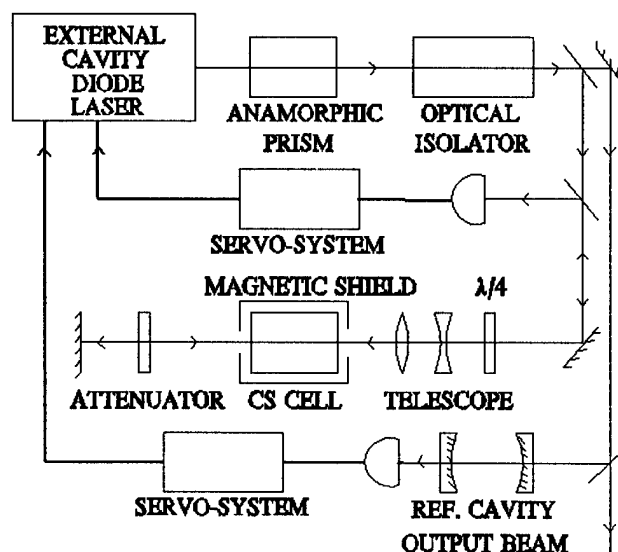 EXTERNAL
CAVITY
DIODE
LASER
ANAMORPHIC
PRISM
OPTICAL
ISOLATOR
SERVO-SYSTEM
MAGNETIC SHIELD
λ/4
ATTENUATOR
CS CELL
TELESCOPE
SERVO-SYSTEM
REF. CAVITY
OUTPUT BEAM